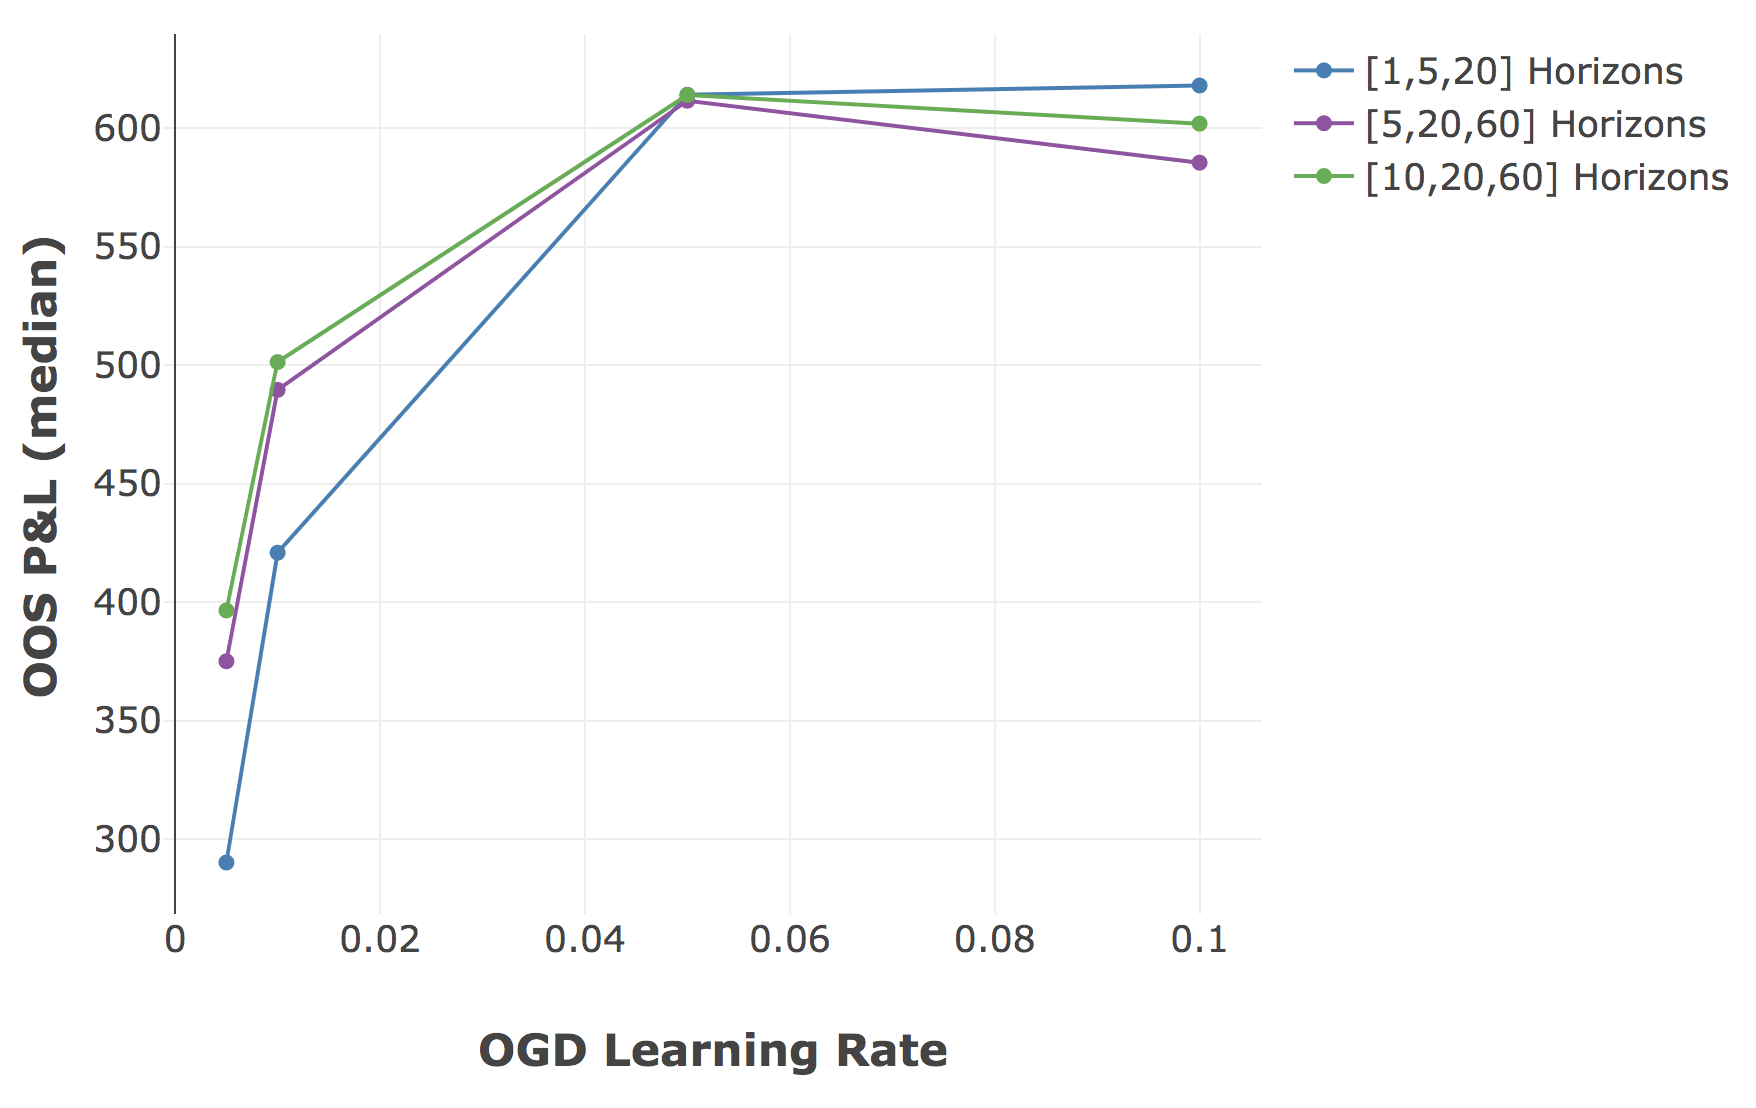 [1,5,20] Horizons
[5,20,60] Horizons
[10,20,60] Horizons
OOS P&L (median)
600
550
500
450
400
350
300
0 0.02 0.04 0.06 0.08 0.1
OGD Learning Rate